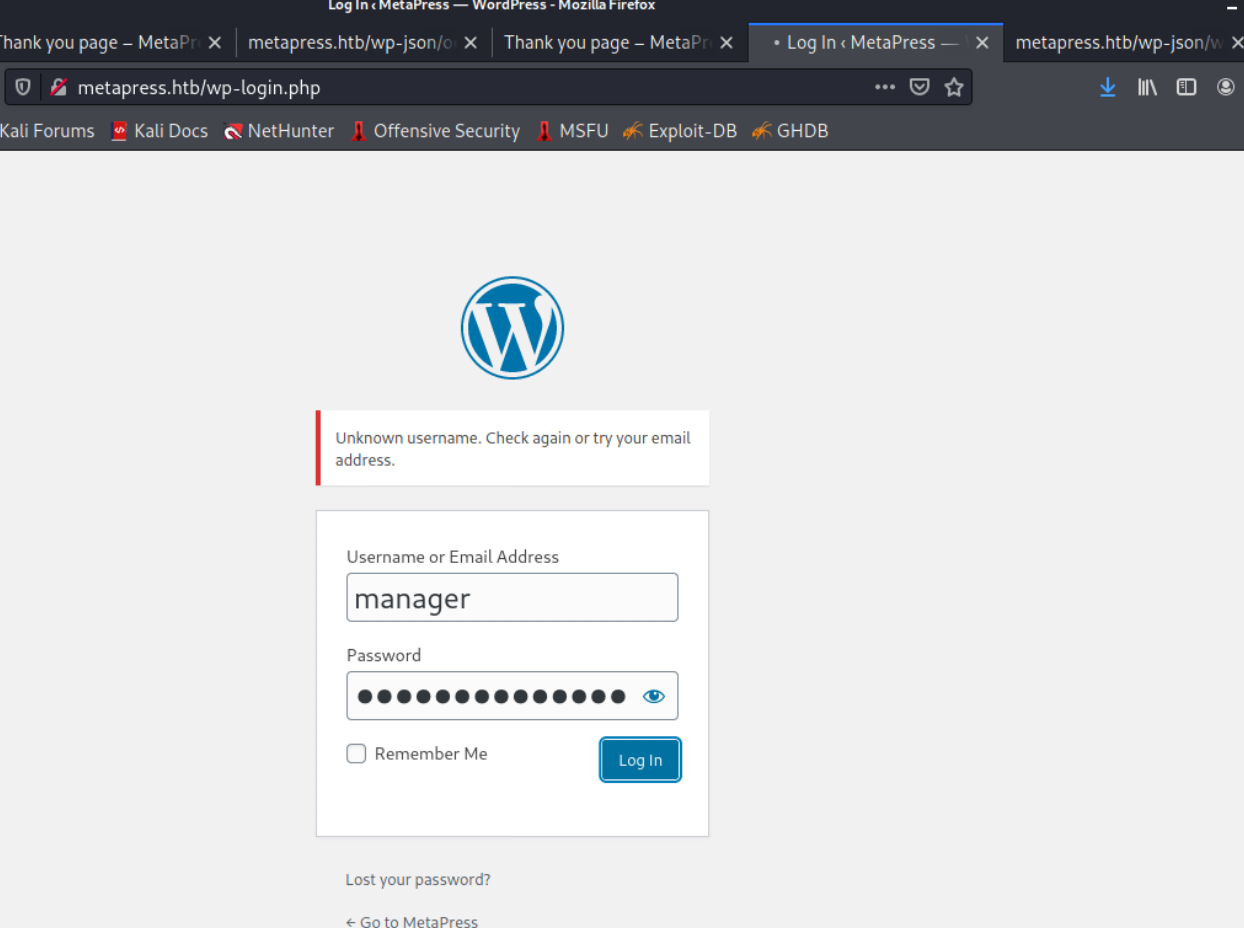 Log In ‹ MetaPress — WordPress - Mozilla Firefox
Thank you page – MetaPr
metapress.htb/wp-json/o
Thank you page – MetaPr
• Log In ‹ MetaPress —
metapress.htb/wp-json/w
metapress.htb/wp-login.php
Kali Forums Kali Docs NetHunter Offensive Security MSFU Exploit-DB GHDB
Unknown username. Check again or try your email
address.
Username or Email Address
manager
Password
Remember Me
Log In
Lost your password?
← Go to MetaPress